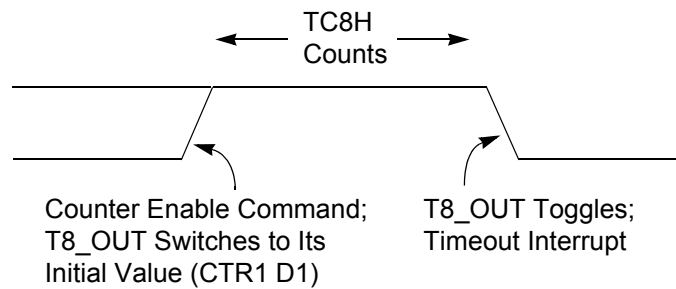 TC8H
Counts
Counter Enable Command;
T8_OUT Switches to Its
Initial Value (CTR1 D1)
T8_OUT Toggles;
Timeout Interrupt